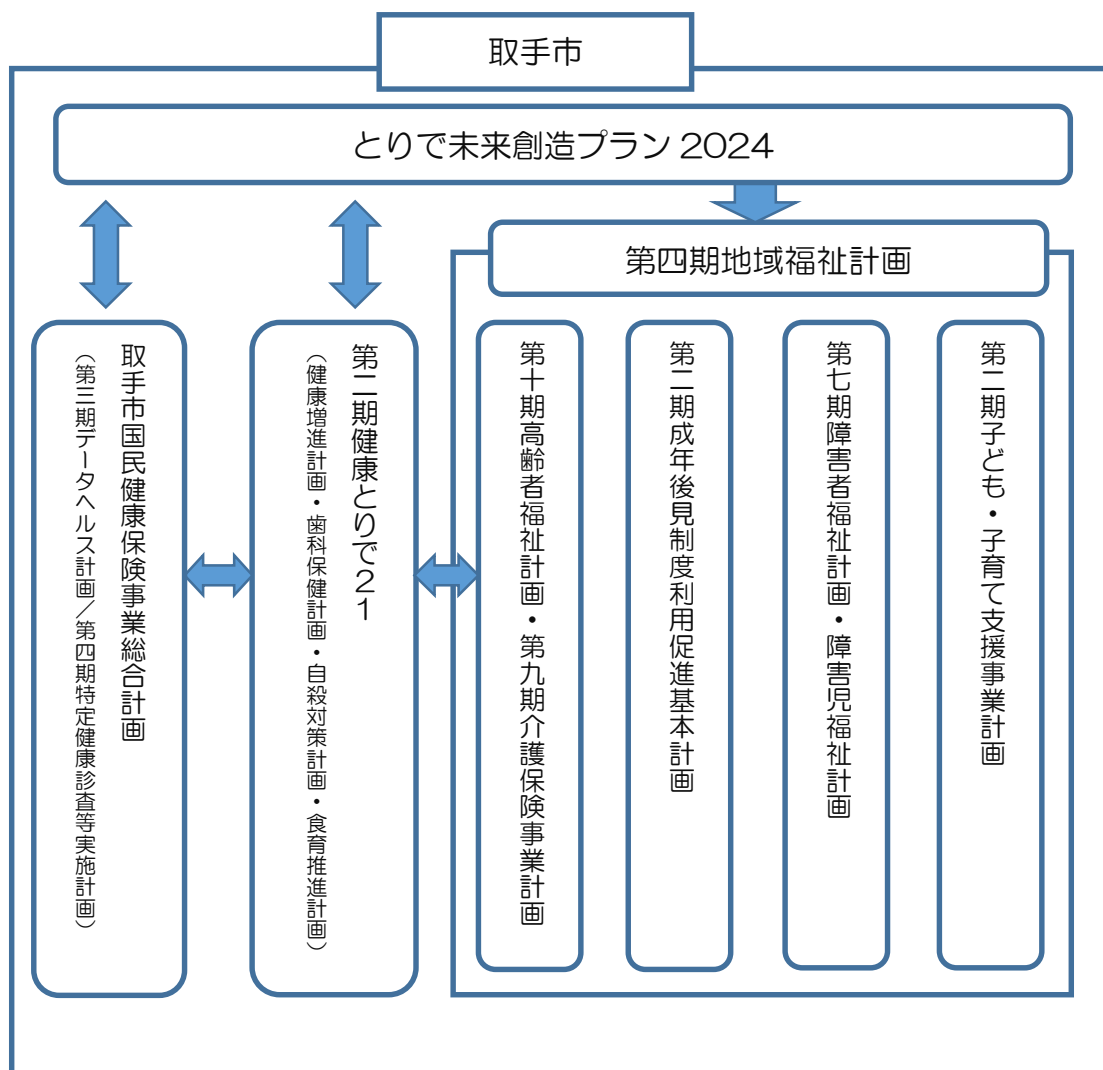 取手市
とりで未来創造プラン 2024
第四期地域福祉計画
取手市国民健康保険事業総合計画
（第三期データヘルス計画／第四期特定健康診査等実施計画）
第二期健康とりで２１
（健康増進計画・歯科保健計画・自殺対策計画・食育推進計画）
第十期高齢者福祉計画・第九期介護保険事業計画
第二期成年後見制度利用促進基本計画
第七期障害者福祉計画・障害児福祉計画
第二期子ども・子育て支援事業計画